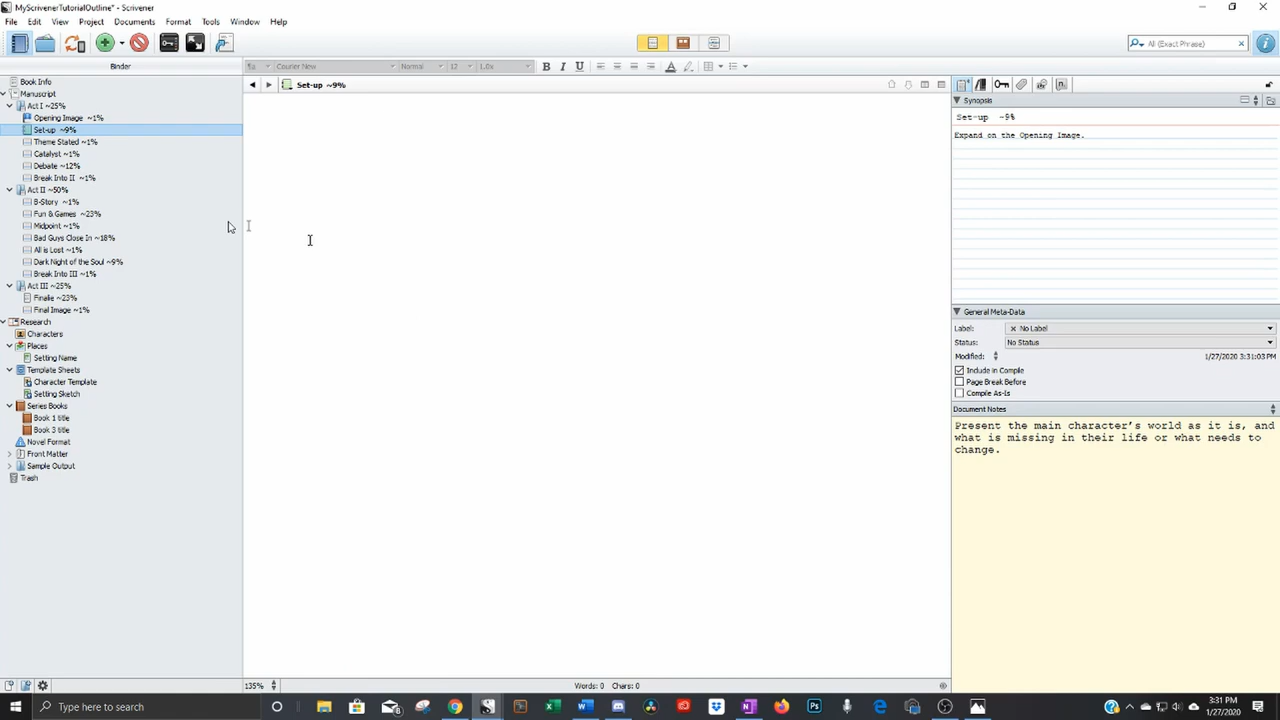 MyScrivenerTutorialOutline* - Scrivener
File Edit View Project Documents Format Tools Window Help
All (Exact Phrase)
Binder
Courier New Normal 12 1.0x B I U A
Book Info
Manuscript
Act I ~25%
Opening Image ~1%
Set-up ~9%
Theme Stated ~1%
Catalyst ~1%
Debate ~12%
Break Into II ~1%
Act II ~50%
B-Story ~1%
Fun & Games ~23%
Midpoint ~1%
Bad Guys Close In ~18%
All is Lost ~1%
Dark Night of the Soul ~9%
Break Into III ~1%
Act III ~25%
Finalie ~23%
Final Image ~1%
Research
Characters
Places
Setting Name
Template Sheets
Character Template
Setting Sketch
Series Books
Book 1 title
Book 3 title
Novel Format
Front Matter
Sample Output
Trash
Set-up ~9%
135%
Words: 0 Chars: 0
Synopsis
Set-up ~9%
Expand on the Opening Image.
General Meta-Data
Label: No Label
Status: No Status
Modified: 1/27/2020 3:31:03 PM
Include in Compile
Page Break Before
Compile As-Is
Document Notes
Present the main character's world as it is, and
what is missing in their life or what needs to
change.
Type here to search
3:31 PM
1/27/2020